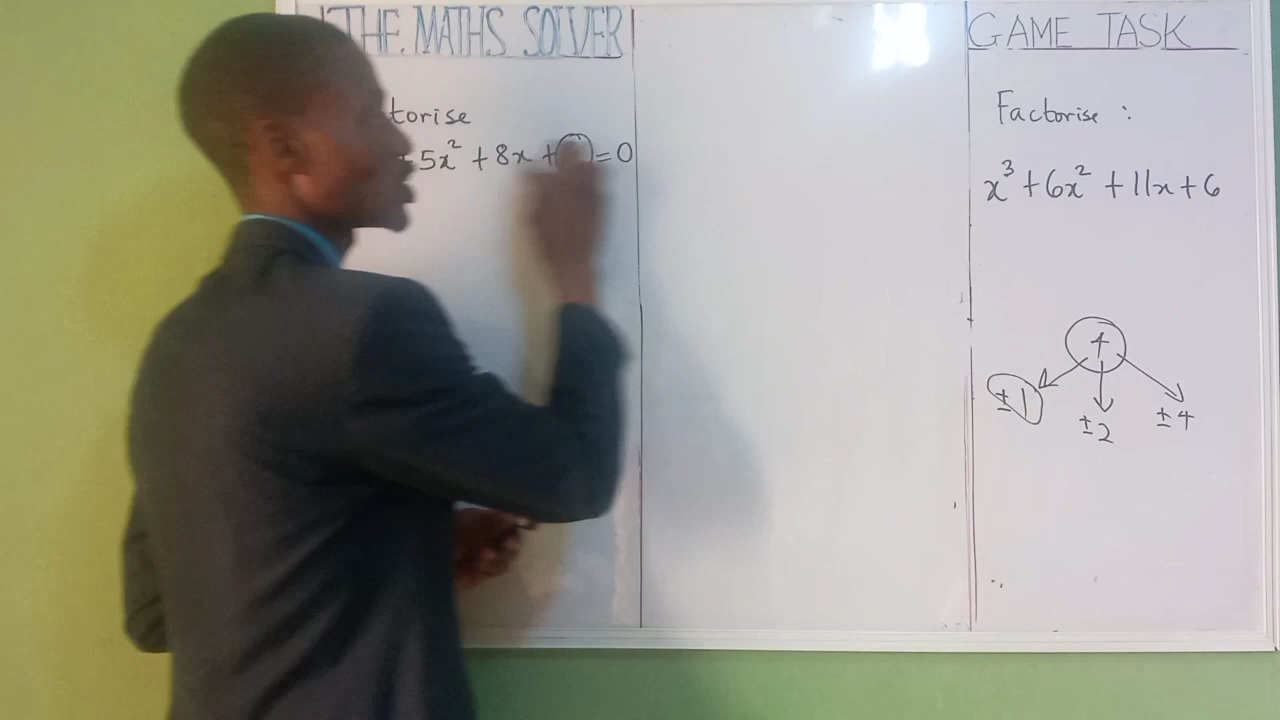 THE MATHS SOLVER
torise
5x² + 8x + = 0
GAME TASK
Factorise :
x³ + 6x² + 11x + 6
4
±1
±2
±4